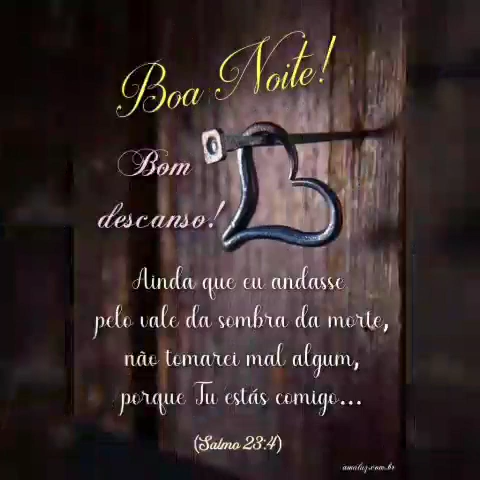 Boa Noite!
Bom
descanso!
Ainda que eu andasse
pelo vale da sombra da morte,
não tomarei mal algum,
porque Tu estás comigo...
(Salmo 23:4)
amaluz.com.br